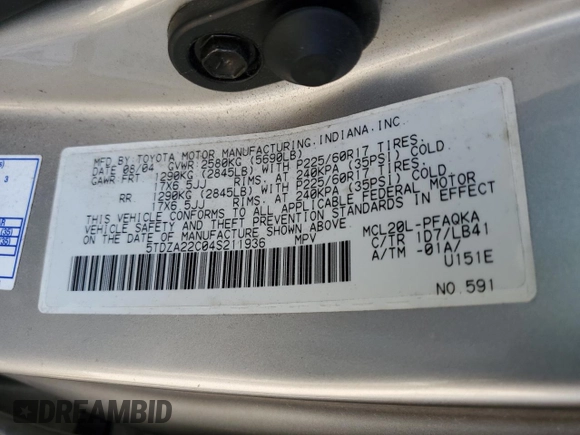 MFD. BY: TOYOTA MOTOR MANUFACTURING, INDIANA, INC.
DATE 08/04 GVWR: 2580KG (5690LB)
GAWR:FRT 1290KG (2845LB) WITH P225/60R17 TIRES,
17X6.5JJ RIMS, AT 240KPA (35PSI) COLD.
RR 1290KG (2845LB) WITH P225/60R17 TIRES,
17X6.5JJ RIMS, AT 240KPA (35PSI) COLD.
THIS VEHICLE CONFORMS TO ALL APPLICABLE FEDERAL MOTOR
VEHICLE SAFETY AND THEFT PREVENTION STANDARDS IN EFFECT
ON THE DATE OF MANUFACTURE SHOWN ABOVE.
5TDZA22C04S211936 MPV
MCL20L-PFAQKA
C/TR 1D7/LB41
A/TM -01A/
U151E
NO.591
3
DREAMBID